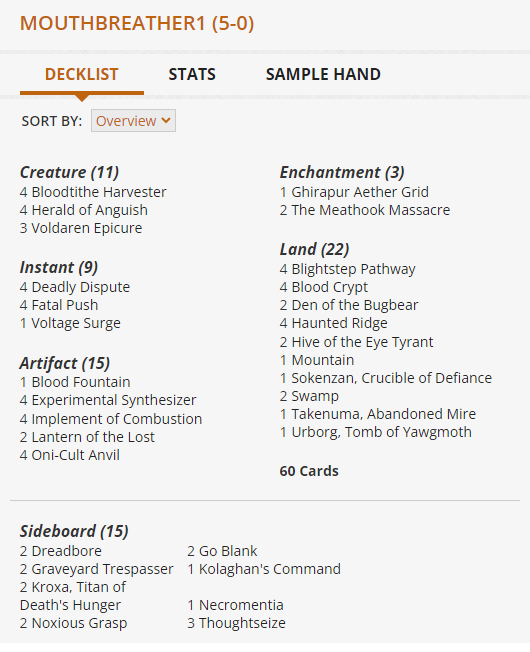 MOUTHBREATHER1 (5-0)
DECKLIST STATS SAMPLE HAND
SORT BY: Overview
Creature (11)
4 Bloodtithe Harvester
4 Herald of Anguish
3 Voldaren Epicure
Instant (9)
4 Deadly Dispute
4 Fatal Push
1 Voltage Surge
Artifact (15)
1 Blood Fountain
4 Experimental Synthesizer
4 Implement of Combustion
2 Lantern of the Lost
4 Oni-Cult Anvil
Enchantment (3)
1 Ghirapur Aether Grid
2 The Meathook Massacre
Land (22)
4 Blightstep Pathway
4 Blood Crypt
2 Den of the Bugbear
4 Haunted Ridge
2 Hive of the Eye Tyrant
1 Mountain
1 Sokenzan, Crucible of Defiance
2 Swamp
1 Takenuma, Abandoned Mire
1 Urborg, Tomb of Yawgmoth
60 Cards
Sideboard (15)
2 Dreadbore
2 Graveyard Trespasser
2 Kroxa, Titan of
Death's Hunger
2 Noxious Grasp
2 Go Blank
1 Kolaghan's Command
1 Necromentia
3 Thoughtseize